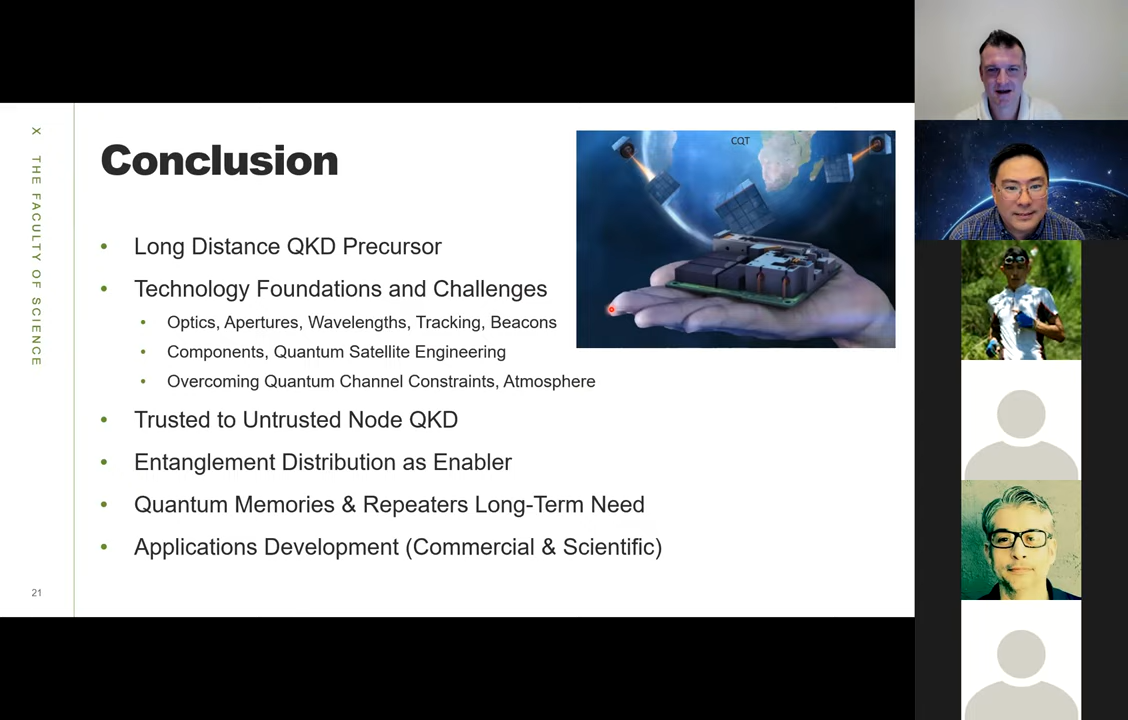 X THE FACULTY OF SCIENCE
Conclusion
CQT
• Long Distance QKD Precursor
• Technology Foundations and Challenges
• Optics, Apertures, Wavelengths, Tracking, Beacons
• Components, Quantum Satellite Engineering
• Overcoming Quantum Channel Constraints, Atmosphere
• Trusted to Untrusted Node QKD
• Entanglement Distribution as Enabler
• Quantum Memories & Repeaters Long-Term Need
• Applications Development (Commercial & Scientific)
21